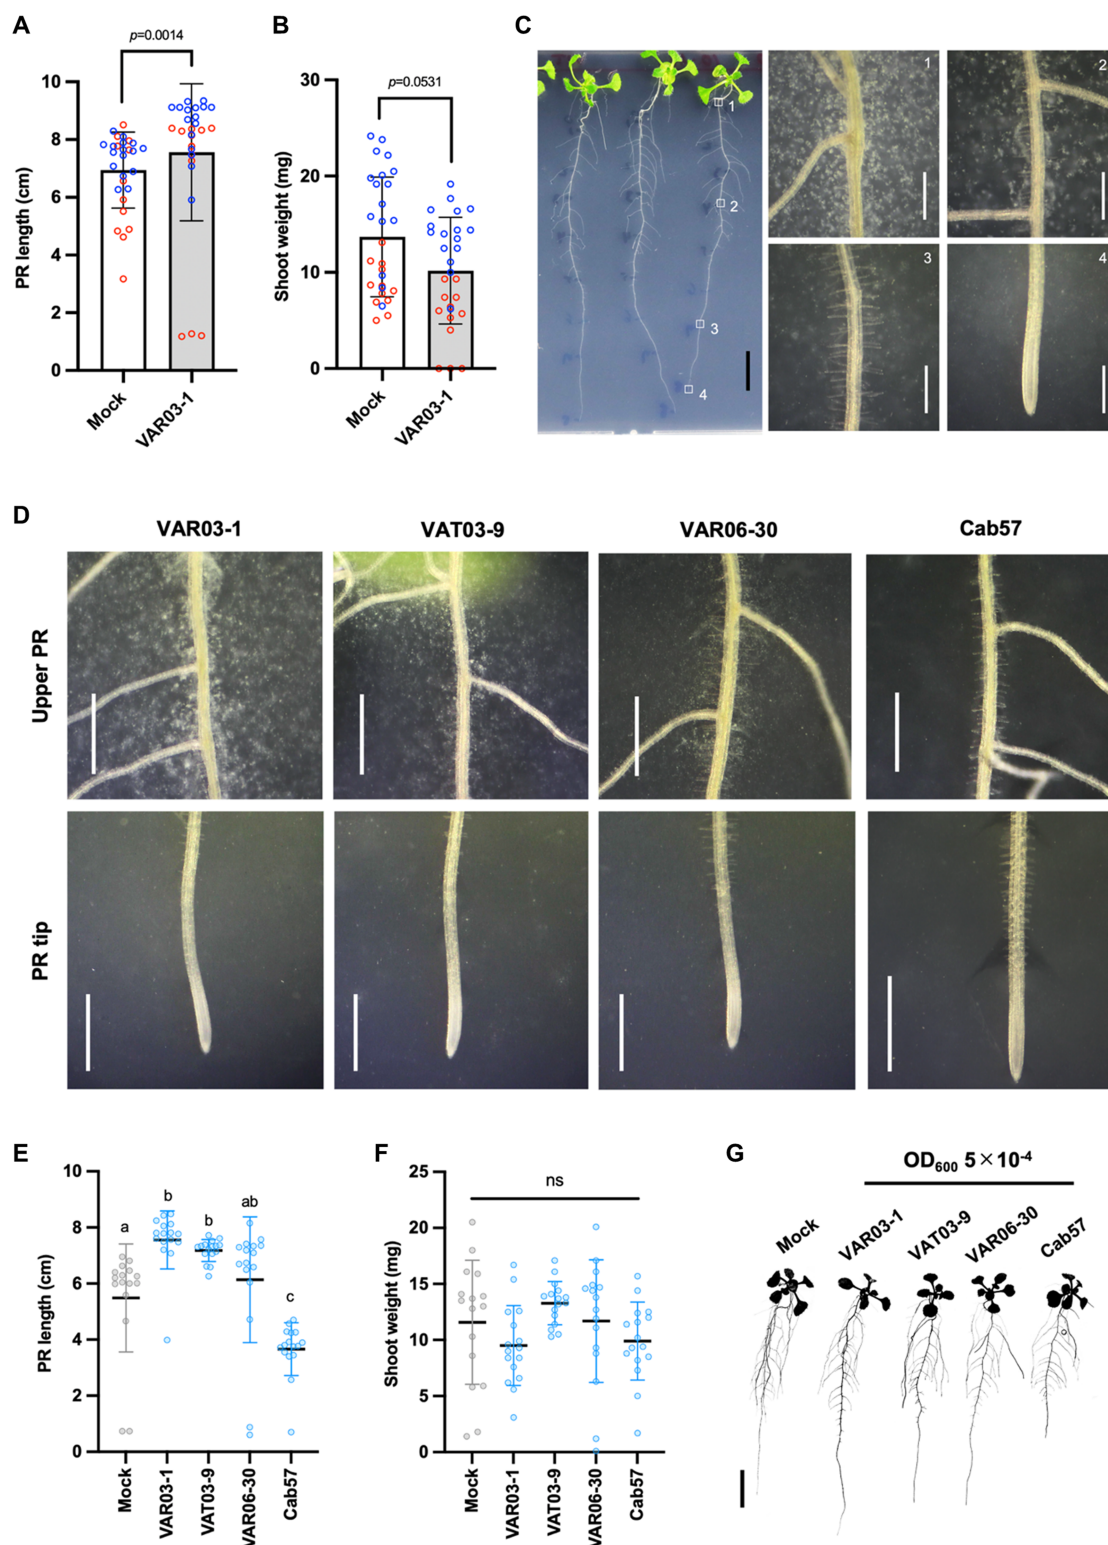 A
p=0.0014
PR length (cm)
10
8
6
4
2
0
Mock
VAR03-1
B
p=0.0531
Shoot weight (mg)
30
20
10
0
Mock
VAR03-1
C
1
2
3
4
1
2
3
4
D
VAR03-1
VAT03-9
VAR06-30
Cab57
Upper PR
PR tip
E
PR length (cm)
10
8
6
4
2
0
a
b
b
ab
c
Mock
VAR03-1
VAT03-9
VAR06-30
Cab57
F
Shoot weight (mg)
25
20
15
10
5
0
ns
Mock
VAR03-1
VAT03-9
VAR06-30
Cab57
G
OD₆₀₀ 5×10⁻⁴
Mock
VAR03-1
VAT03-9
VAR06-30
Cab57